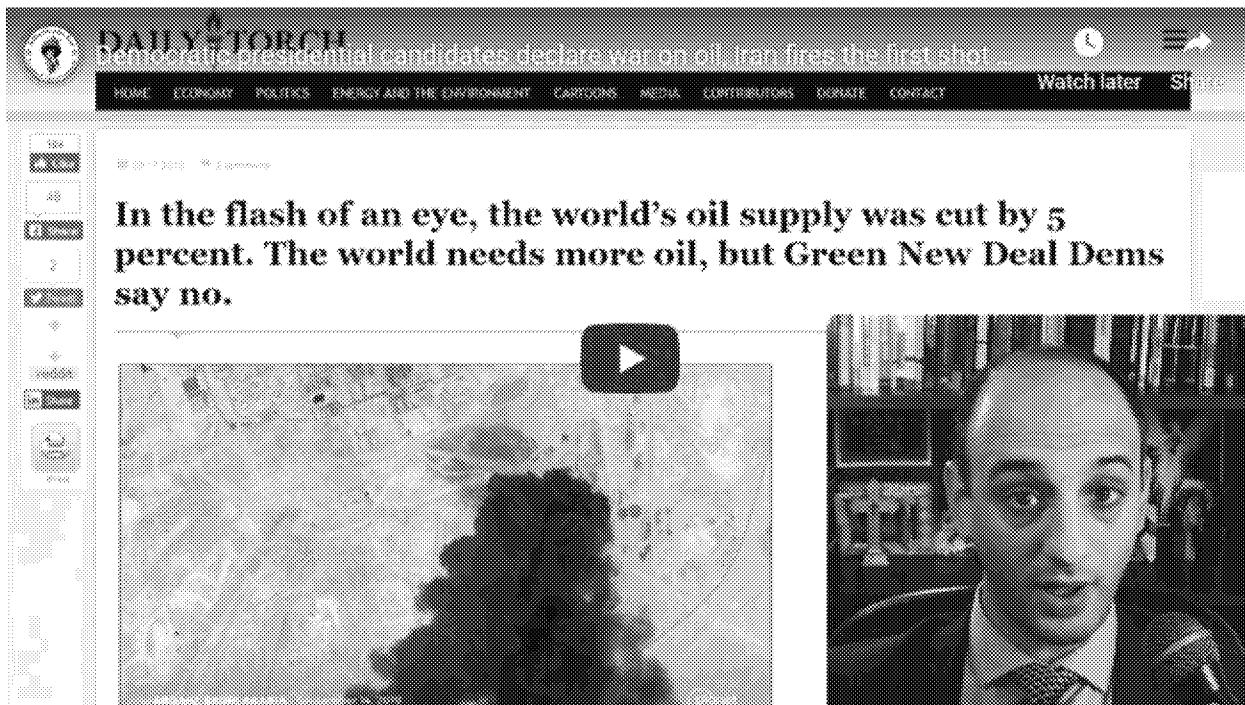 DAILY TORCH
Democratic presidential candidates declare war on oil, Iran fires the first shot ...
Watch later
HOME ECONOMY POLITICS ENERGY AND THE ENVIRONMENT CARTOONS MEDIA CONTRIBUTORS DONATE CONTACT
In the flash of an eye, the world's oil supply was cut by 5
percent. The world needs more oil, but Green New Deal Dems
say no.
reddit